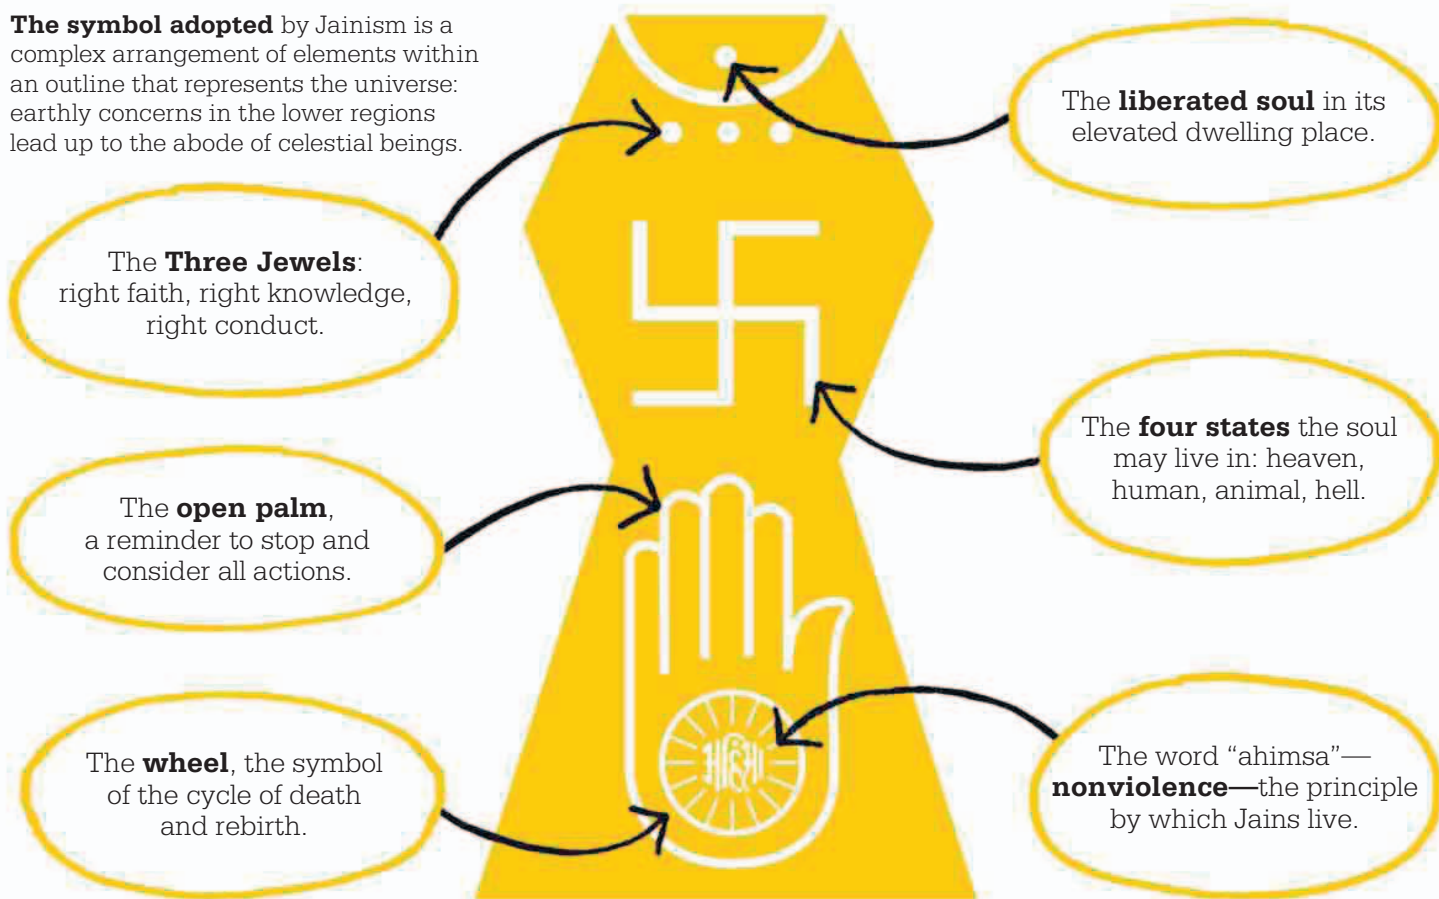 The symbol adopted by Jainism is a
complex arrangement of elements within
an outline that represents the universe:
earthly concerns in the lower regions
lead up to the abode of celestial beings.
The liberated soul in its
elevated dwelling place.
The Three Jewels:
right faith, right knowledge,
right conduct.
The four states the soul
may live in: heaven,
human, animal, hell.
The open palm,
a reminder to stop and
consider all actions.
The wheel, the symbol
of the cycle of death
and rebirth.
The word “ahimsa”—
nonviolence—the principle
by which Jains live.
अहिंसा